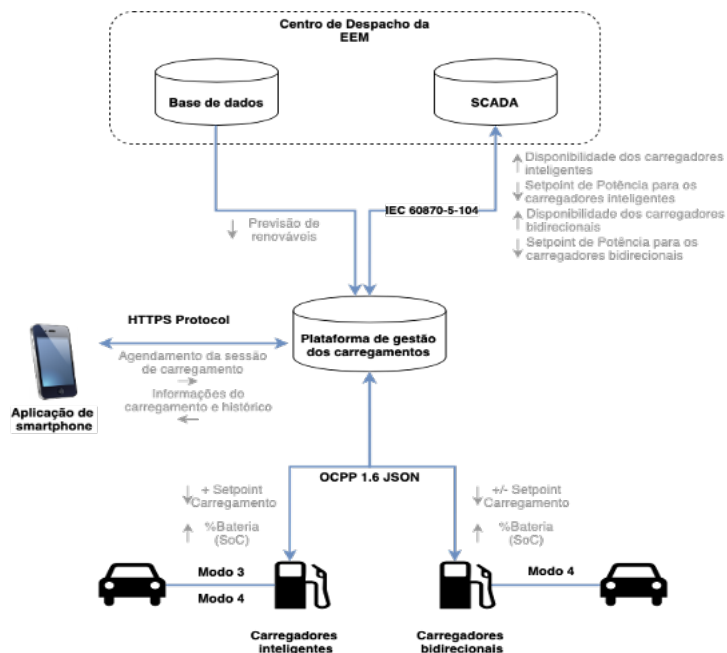 Centro de Despacho da
EEM
Base de dados
SCADA
Disponibilidade dos carregadores
inteligentes
Setpoint de Potência para os
carregadores inteligentes
Disponibilidade dos carregadores
bidirecionais
Setpoint de Potência para os
carregadores bidirecionais
IEC 60870-5-104
Previsão de
renováveis
HTTPS Protocol
Plataforma de gestão
dos carregamentos
Agendamento da sessão
de carregamento
Informações do
carregamento e histórico
Aplicação de
smartphone
OCPP 1.6 JSON
+ Setpoint
Carregamento
%Bateria
(SoC)
+/- Setpoint
Carregamento
%Bateria
(SoC)
Modo 3
Modo 4
Modo 4
Carregadores
inteligentes
Carregadores
bidirecionais